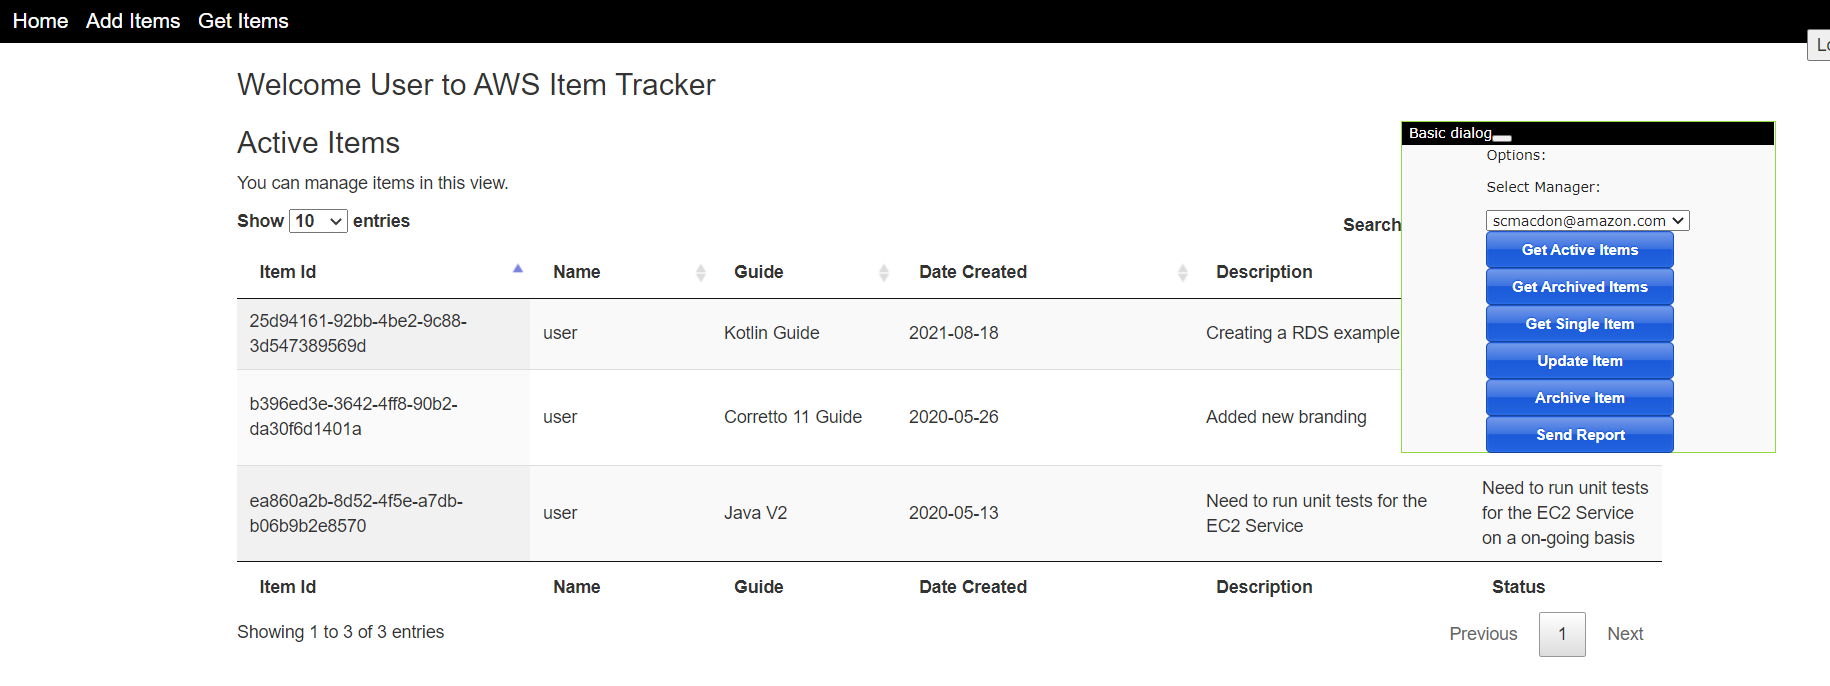 Home Add Items Get Items
Lo
Welcome User to AWS Item Tracker
Active Items
You can manage items in this view.
Show 10 entries
Search
Item Id Name Guide Date Created Description
25d94161-92bb-4be2-9c88-
3d547389569d
user
Kotlin Guide
2021-08-18
Creating a RDS example
b396ed3e-3642-4ff8-90b2-
da30f6d1401a
user
Corretto 11 Guide
2020-05-26
Added new branding
ea860a2b-8d52-4f5e-a7db-
b06b9b2e8570
user
Java V2
2020-05-13
Need to run unit tests for the
EC2 Service
Need to run unit tests
for the EC2 Service
on a on-going basis
Item Id Name Guide Date Created Description Status
Showing 1 to 3 of 3 entries
Previous 1 Next
Basic dialog
Options:
Select Manager:
scmacdon@amazon.com
Get Active Items
Get Archived Items
Get Single Item
Update Item
Archive Item
Send Report